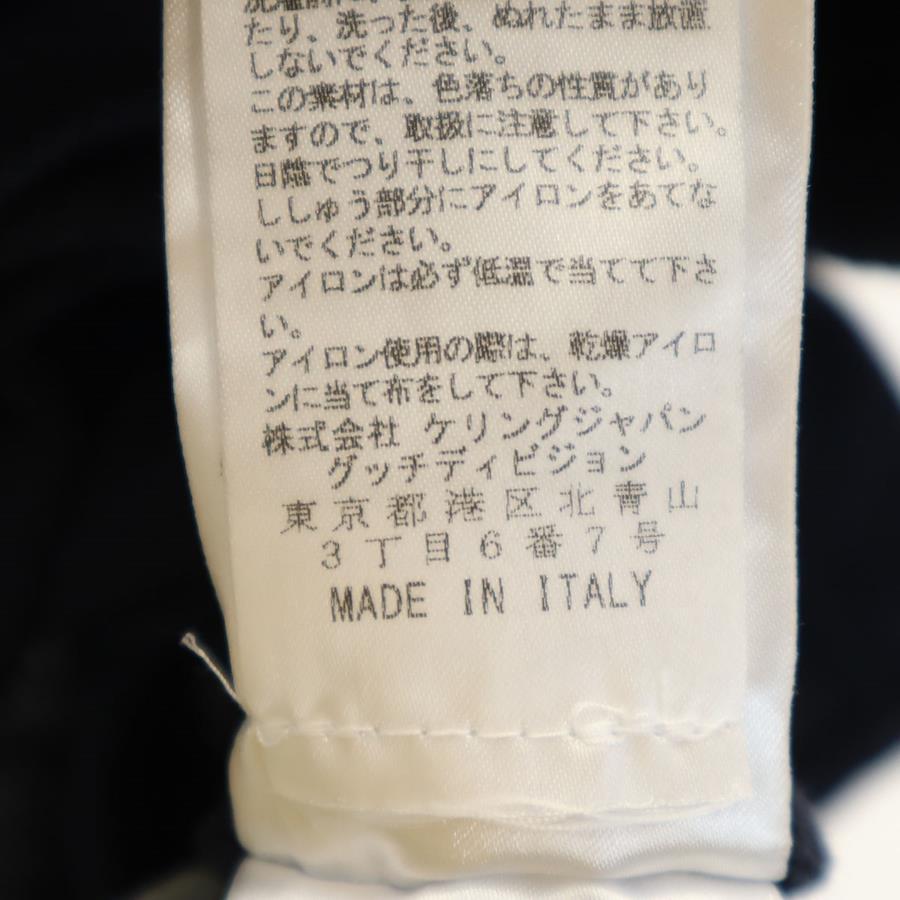 たり、洗った後、ぬれたまま放置
しないでください。
この素材は、色落ちの性質があり
ますので、取扱に注意して下さい。
日陰でつり干しにしてください。
ししゅう部分にアイロンをあてな
いでください。
アイロンは必ず低温で当てて下さ
い。
アイロン使用の際は、乾燥アイロ
ンに当て布をして下さい。
株式会社 ケリングジャパン
グッチディビジョン
東京都港区北青山
3丁目6番7号
MADE IN ITALY